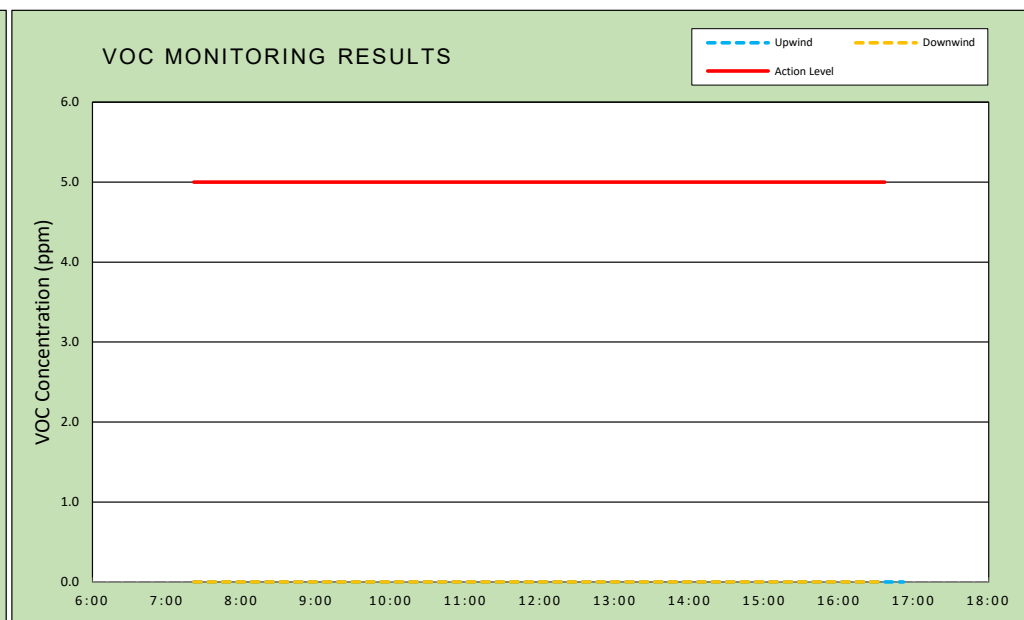 VOC MONITORING RESULTS
Upwind
Downwind
Action Level
VOC Concentration (ppm)
6.0
5.0
4.0
3.0
2.0
1.0
0.0
6:00 7:00 8:00 9:00 10:00 11:00 12:00 13:00 14:00 15:00 16:00 17:00 18:00